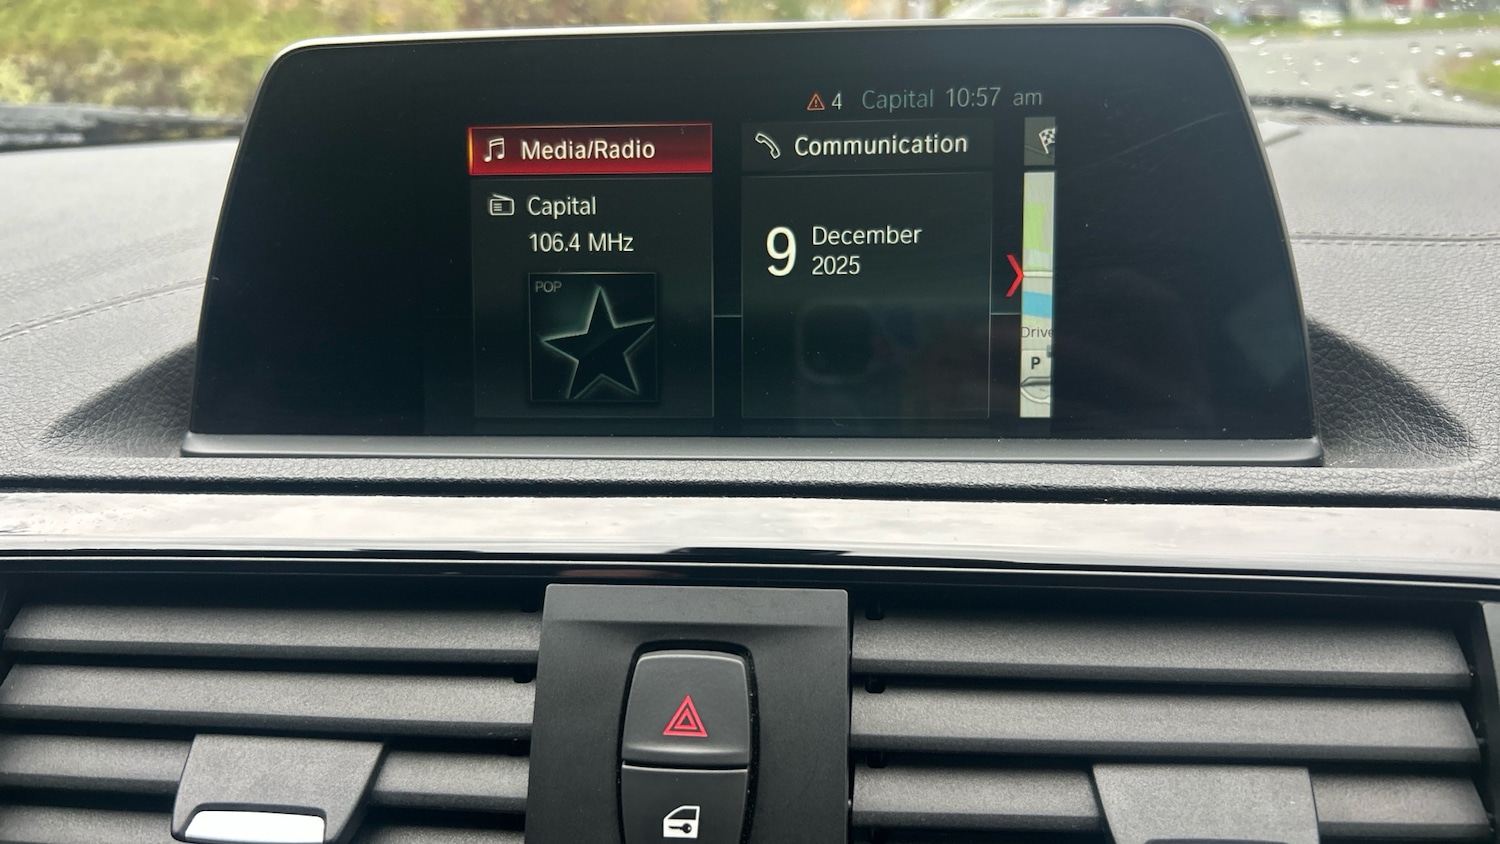 4 Capital 10:57 am
Media/Radio
Communication
Capital
106.4 MHz
POP
9
December
2025
Drive
P